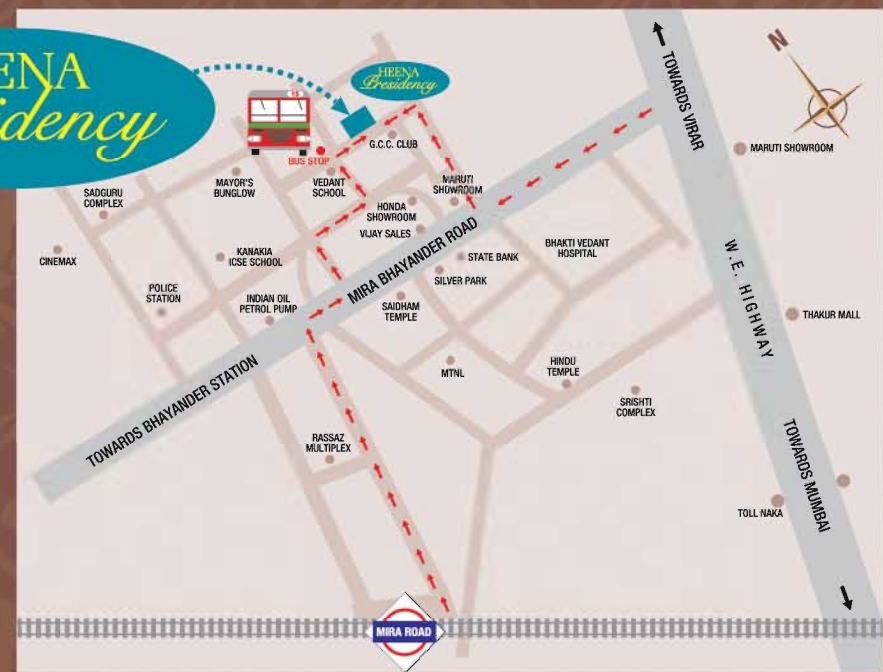 HEENA
Presidency
N
TOWARDS VIRAR
15
BUS STOP
G.C.C. CLUB
MARUTI SHOWROOM
SADGURU
COMPLEX
MAYOR'S
BUNGLOW
VEDANT
SCHOOL
MARUTI
SHOWROOM
HONDA
SHOWROOM
VIJAY SALES
MIRA BHAYANDER ROAD
STATE BANK
BHAKTI VEDANT
HOSPITAL
W.E. HIGHWAY
CINEMAX
KANAKIA
ICSE SCHOOL
SILVER PARK
POLICE
STATION
INDIAN OIL
PETROL PUMP
SAIDHAM
TEMPLE
THAKUR MALL
MTNL
HINDU
TEMPLE
SRISHTI
COMPLEX
TOWARDS BHAYANDER STATION
RASSAZ
MULTIPLEX
TOWARDS MUMBAI
TOLL NAKA
MIRA ROAD